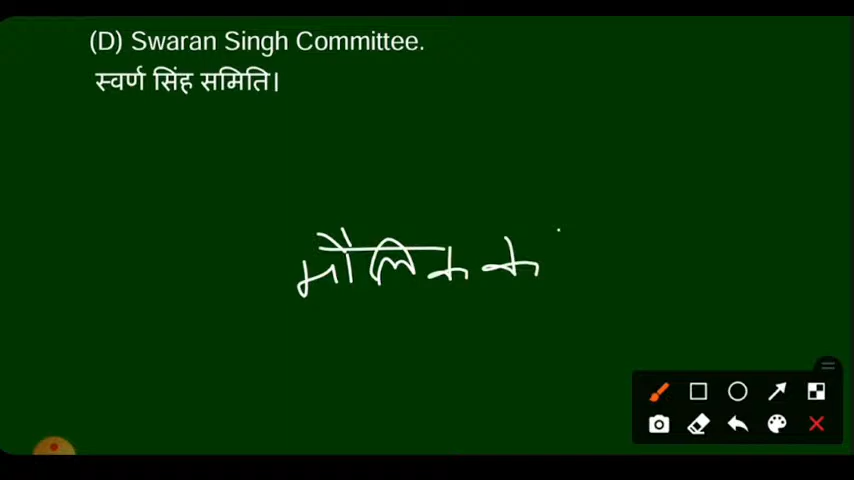 (D) Swaran Singh Committee.
स्वर्ण सिंह समिति।
मौलिक क